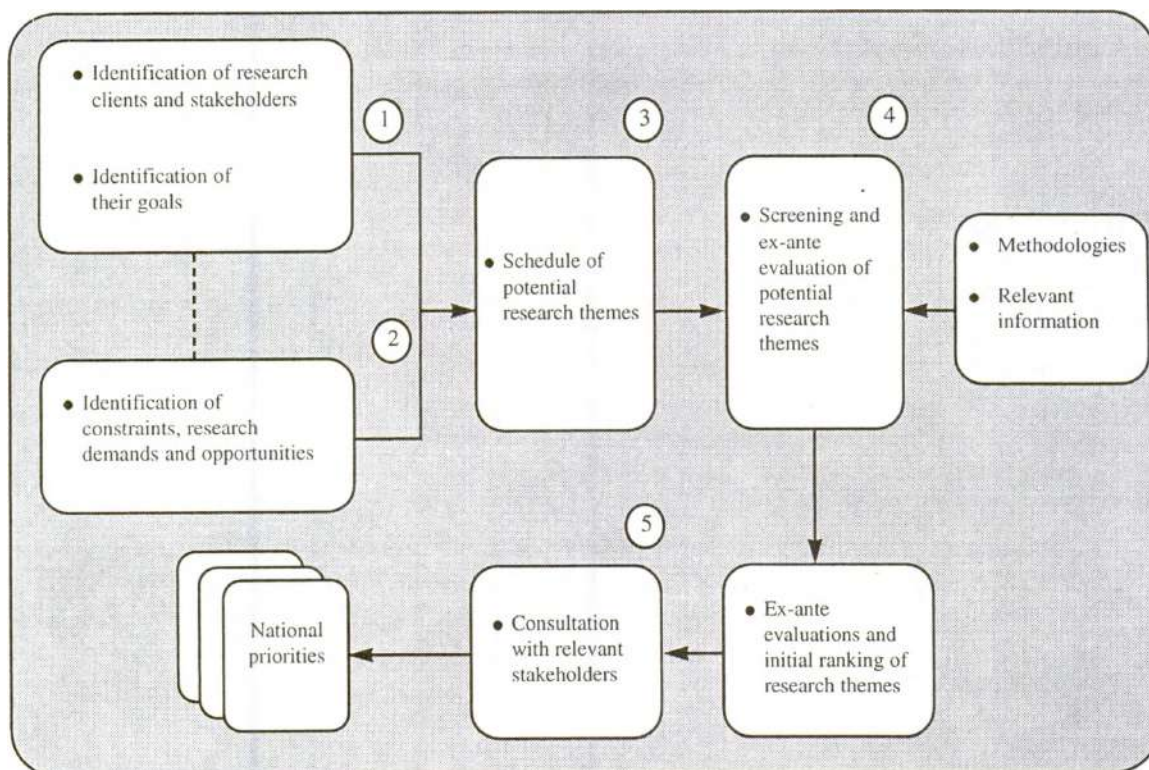 ● Identification of research
clients and stakeholders
● Identification of
their goals
1
● Identification of
constraints, research
demands and opportunities
2
3
● Schedule of
potential
research themes
4
● Screening and
ex-ante
evaluation of
potential
research
themes
● Methodologies
● Relevant
information
● Ex-ante
evaluations and
initial ranking of
research themes
5
● Consultation
with relevant
stakeholders
National
priorities